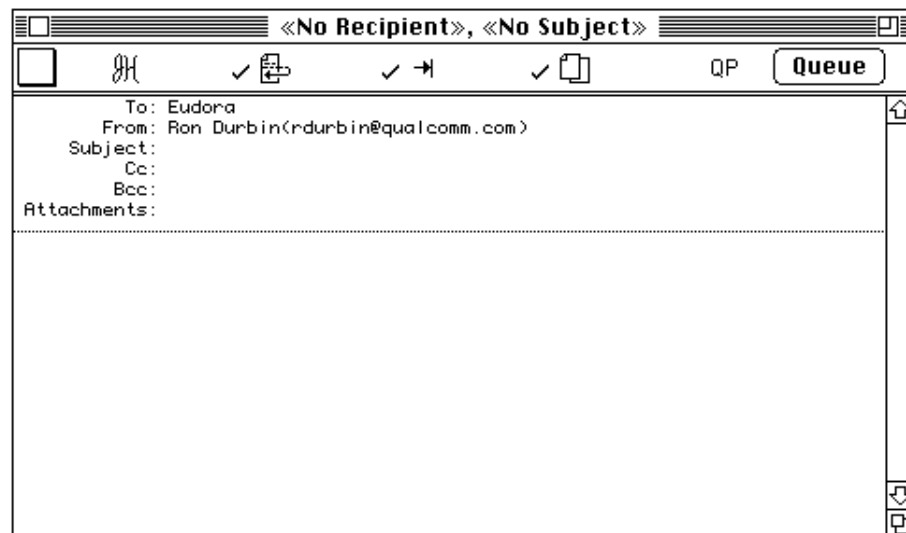 «No Recipient», «No Subject»
QP Queue
To: Eudora
From: Ron Durbin(rdurbin@qualcomm.com)
Subject:
Cc:
Bcc:
Attachments: